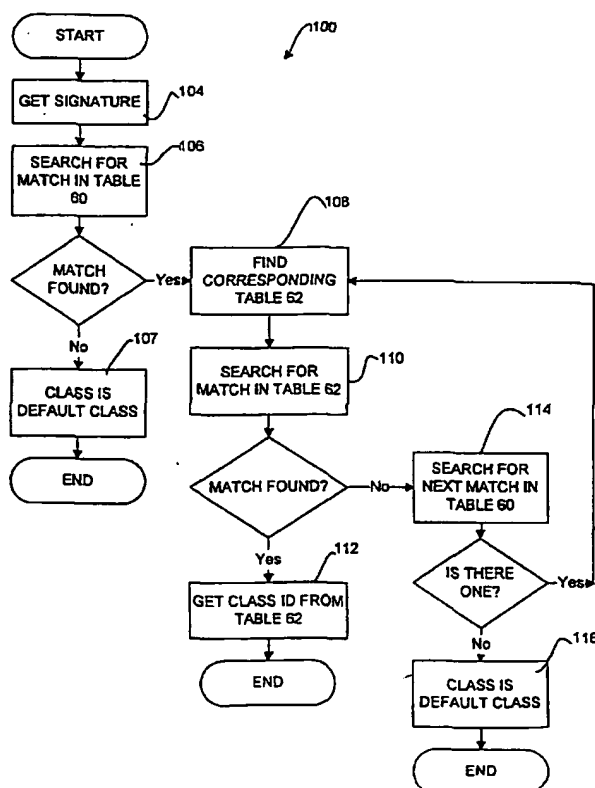 START
100
GET SIGNATURE
104
106
SEARCH FOR
MATCH IN TABLE
60
MATCH
FOUND?
Yes
No
107
CLASS IS
DEFAULT CLASS
END
108
FIND
CORRESPONDING
TABLE 62
SEARCH FOR
MATCH IN TABLE 62
110
MATCH FOUND?
No
Yes
112
GET CLASS ID FROM
TABLE 62
END
114
SEARCH FOR
NEXT MATCH IN
TABLE 60
IS THERE
ONE?
Yes
No
116
CLASS IS
DEFAULT CLASS
END